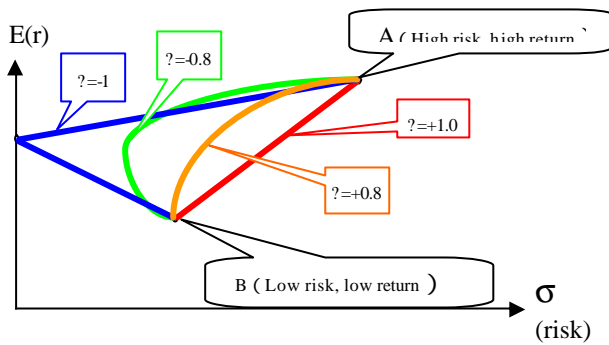 E(r)
A ( High risk, high return )
?=-0.8
?=-1
?=+1.0
?=+0.8
B ( Low risk, low return )
σ
(risk)